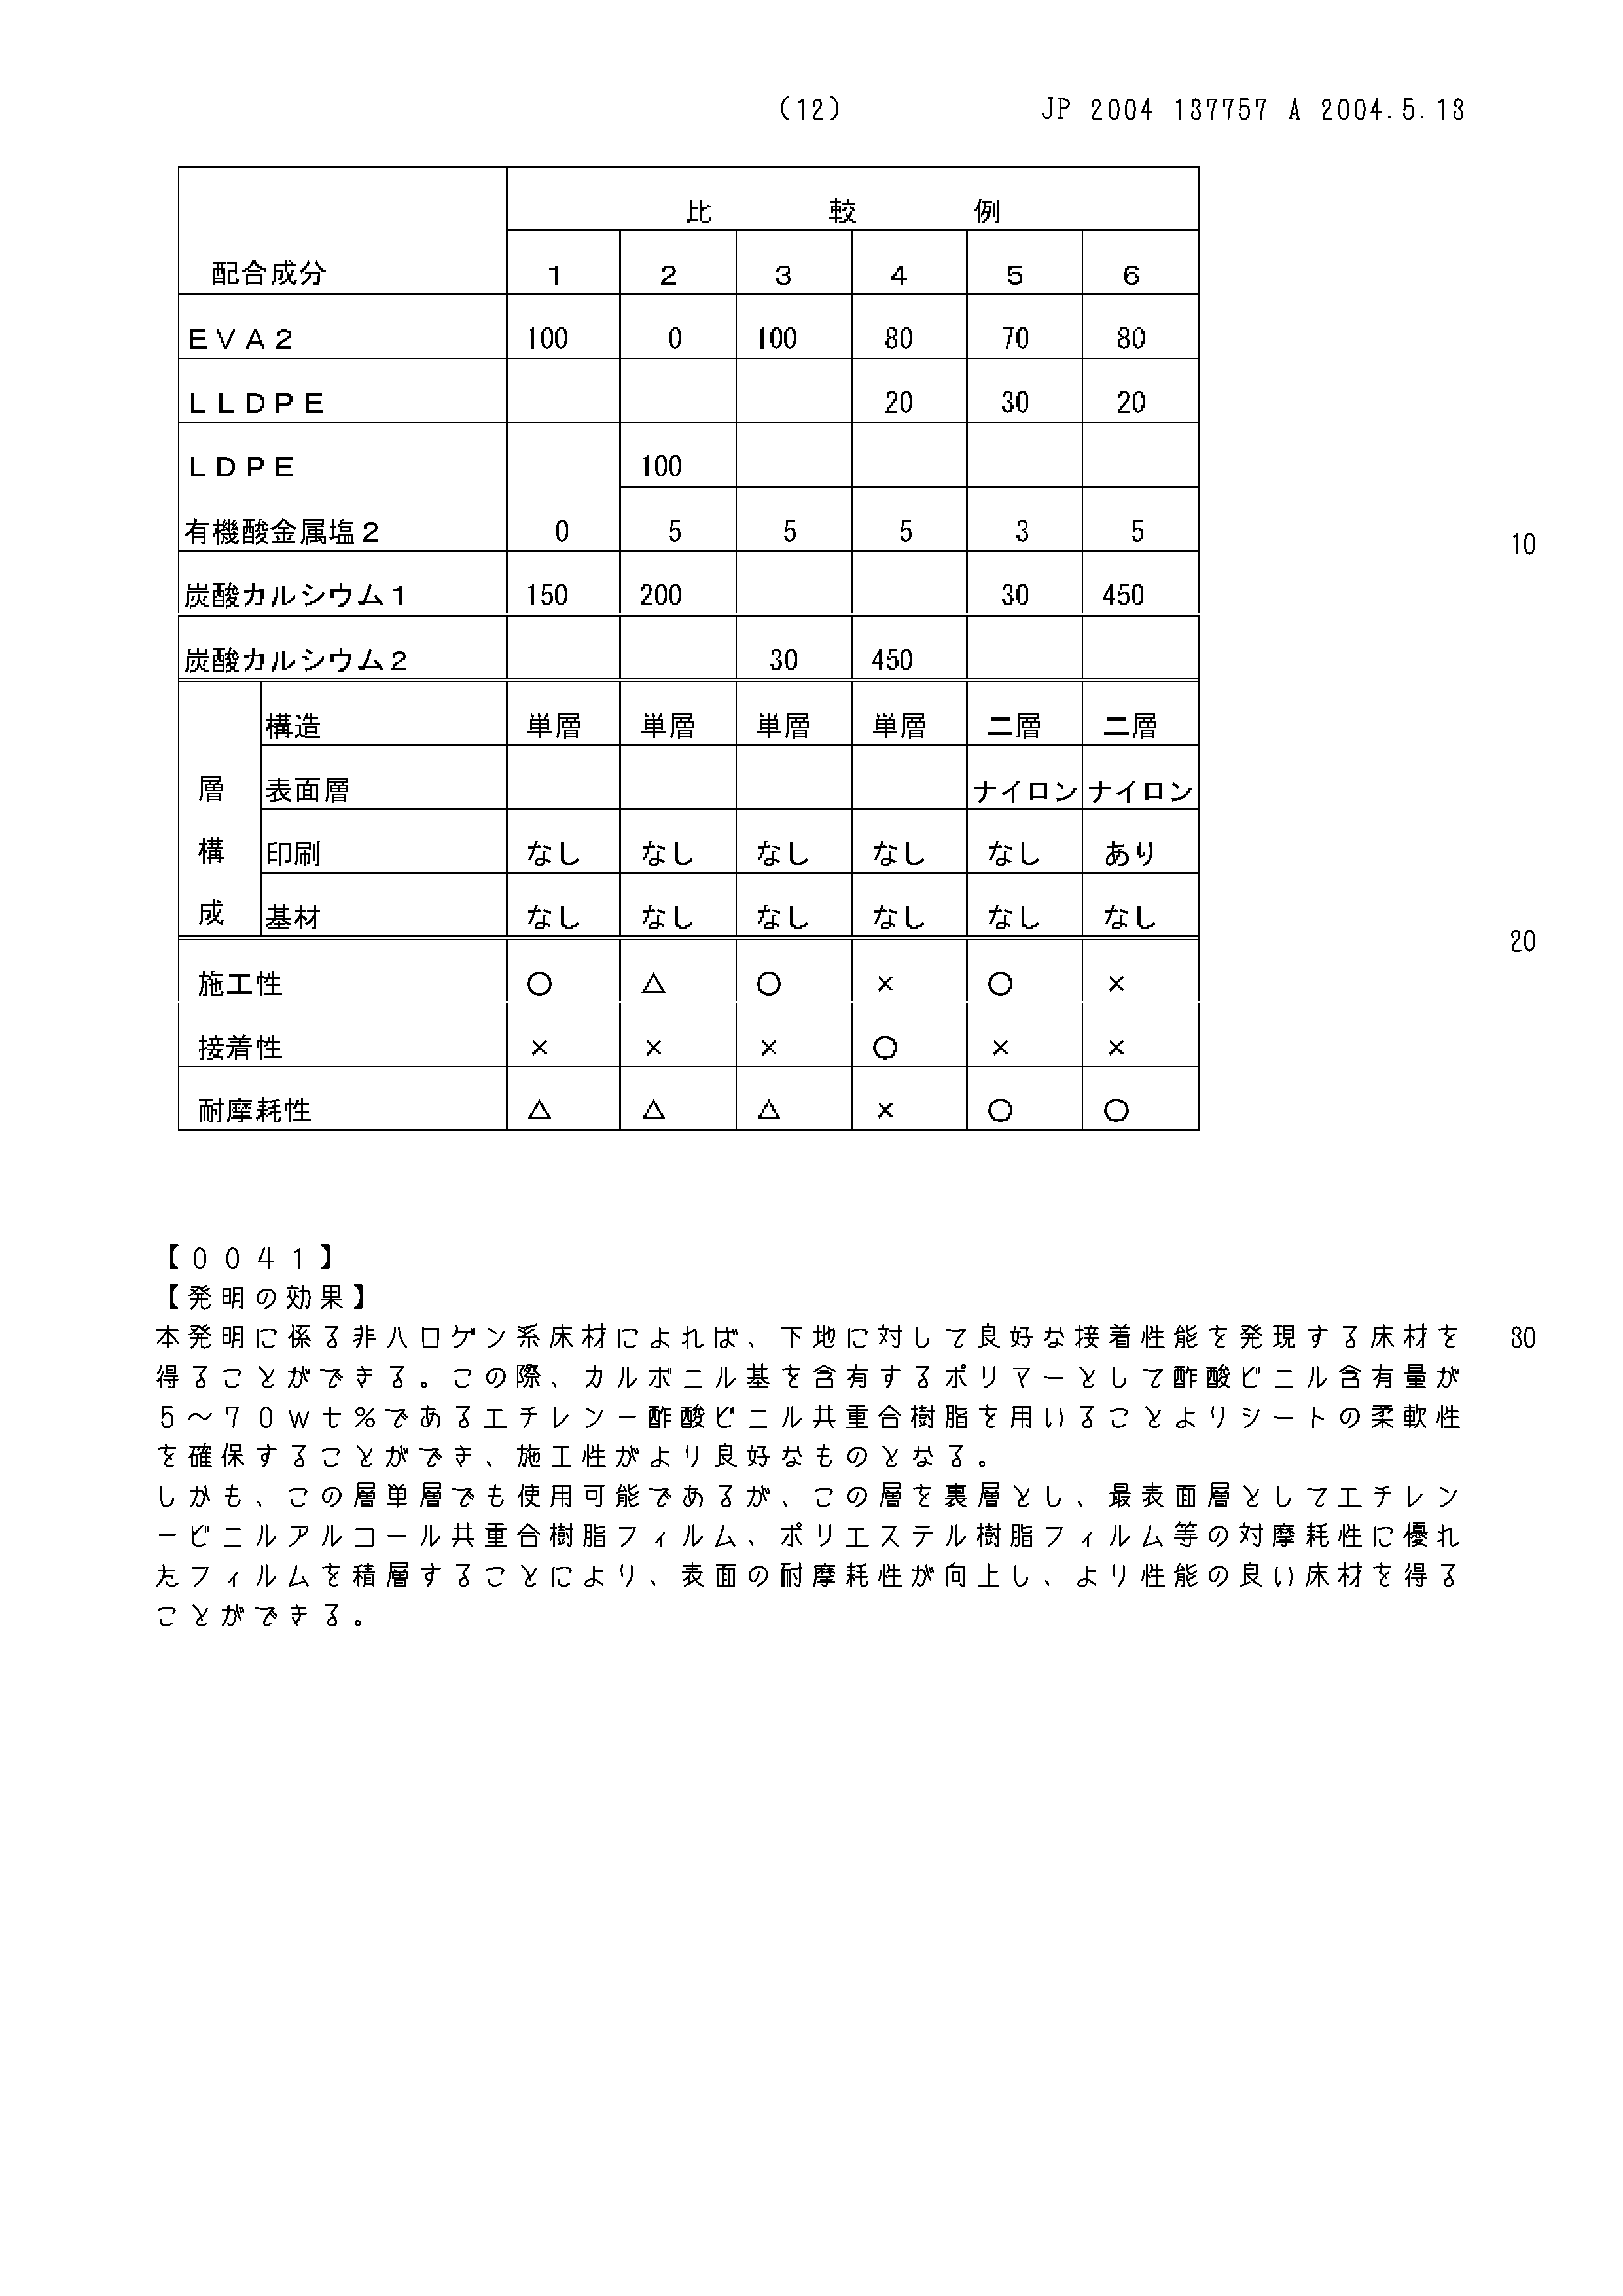 (12) JP 2004 137757 A 2004.5.13
比 較 例
配合成分 1 2 3 4 5 6
EVA2 100 0 100 80 70 80
LLDPE 20 30 20
LDPE 100
有機酸金属塩2 0 5 5 5 3 5
10
炭酸カルシウム1 150 200 30 450
炭酸カルシウム2 30 450
構造 単層 単層 単層 単層 二層 二層
層 表面層 ナイロン ナイロン
構 印刷 なし なし なし なし なし あり
成 基材 なし なし なし なし なし なし
20
施工性 ○ △ ○ × ○ ×
接着性 × × × ○ × ×
耐摩耗性 △ △ △ × ○ ○
【0041】
【発明の効果】
本発明に係る非ハロゲン系床材によれば、下地に対して良好な接着性能を発現する床材を 30
得ることができる。この際、カルボニル基を含有するポリマーとして酢酸ビニル含有量が
5～70wt%であるエチレン－酢酸ビニル共重合樹脂を用いることよりシートの柔軟性
を確保することができ、施工性がより良好なものとなる。
しかも、この層単層でも使用可能であるが、この層を裏層とし、最表面層としてエチレン
－ビニルアルコール共重合樹脂フィルム、ポリエステル樹脂フィルム等の対摩耗性に優れ
たフィルムを積層することにより、表面の耐摩耗性が向上し、より性能の良い床材を得る
ことができる。